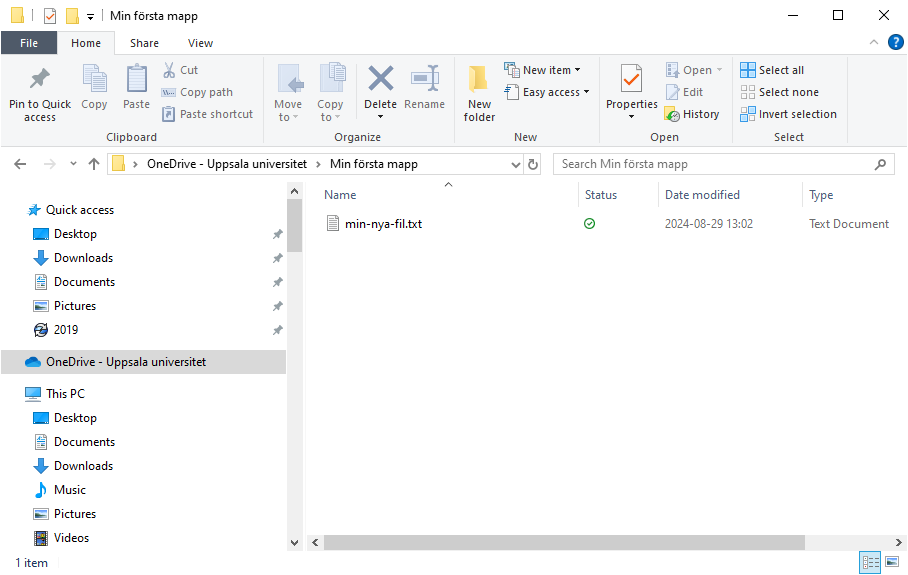 Min första mapp
File Home Share View
Pin to Quick access
Copy
Paste
Cut
Copy path
Paste shortcut
Clipboard
Move to
Copy to
Delete
Rename
Organize
New folder
New item
Easy access
New
Properties
Open
Edit
History
Open
Select all
Select none
Invert selection
Select
OneDrive - Uppsala universitet > Min första mapp
Search Min första mapp
Quick access
Desktop
Downloads
Documents
Pictures
2019
OneDrive - Uppsala universitet
This PC
Desktop
Documents
Downloads
Music
Pictures
Videos
Name Status Date modified Type
min-nya-fil.txt 2024-08-29 13:02 Text Document
1 item